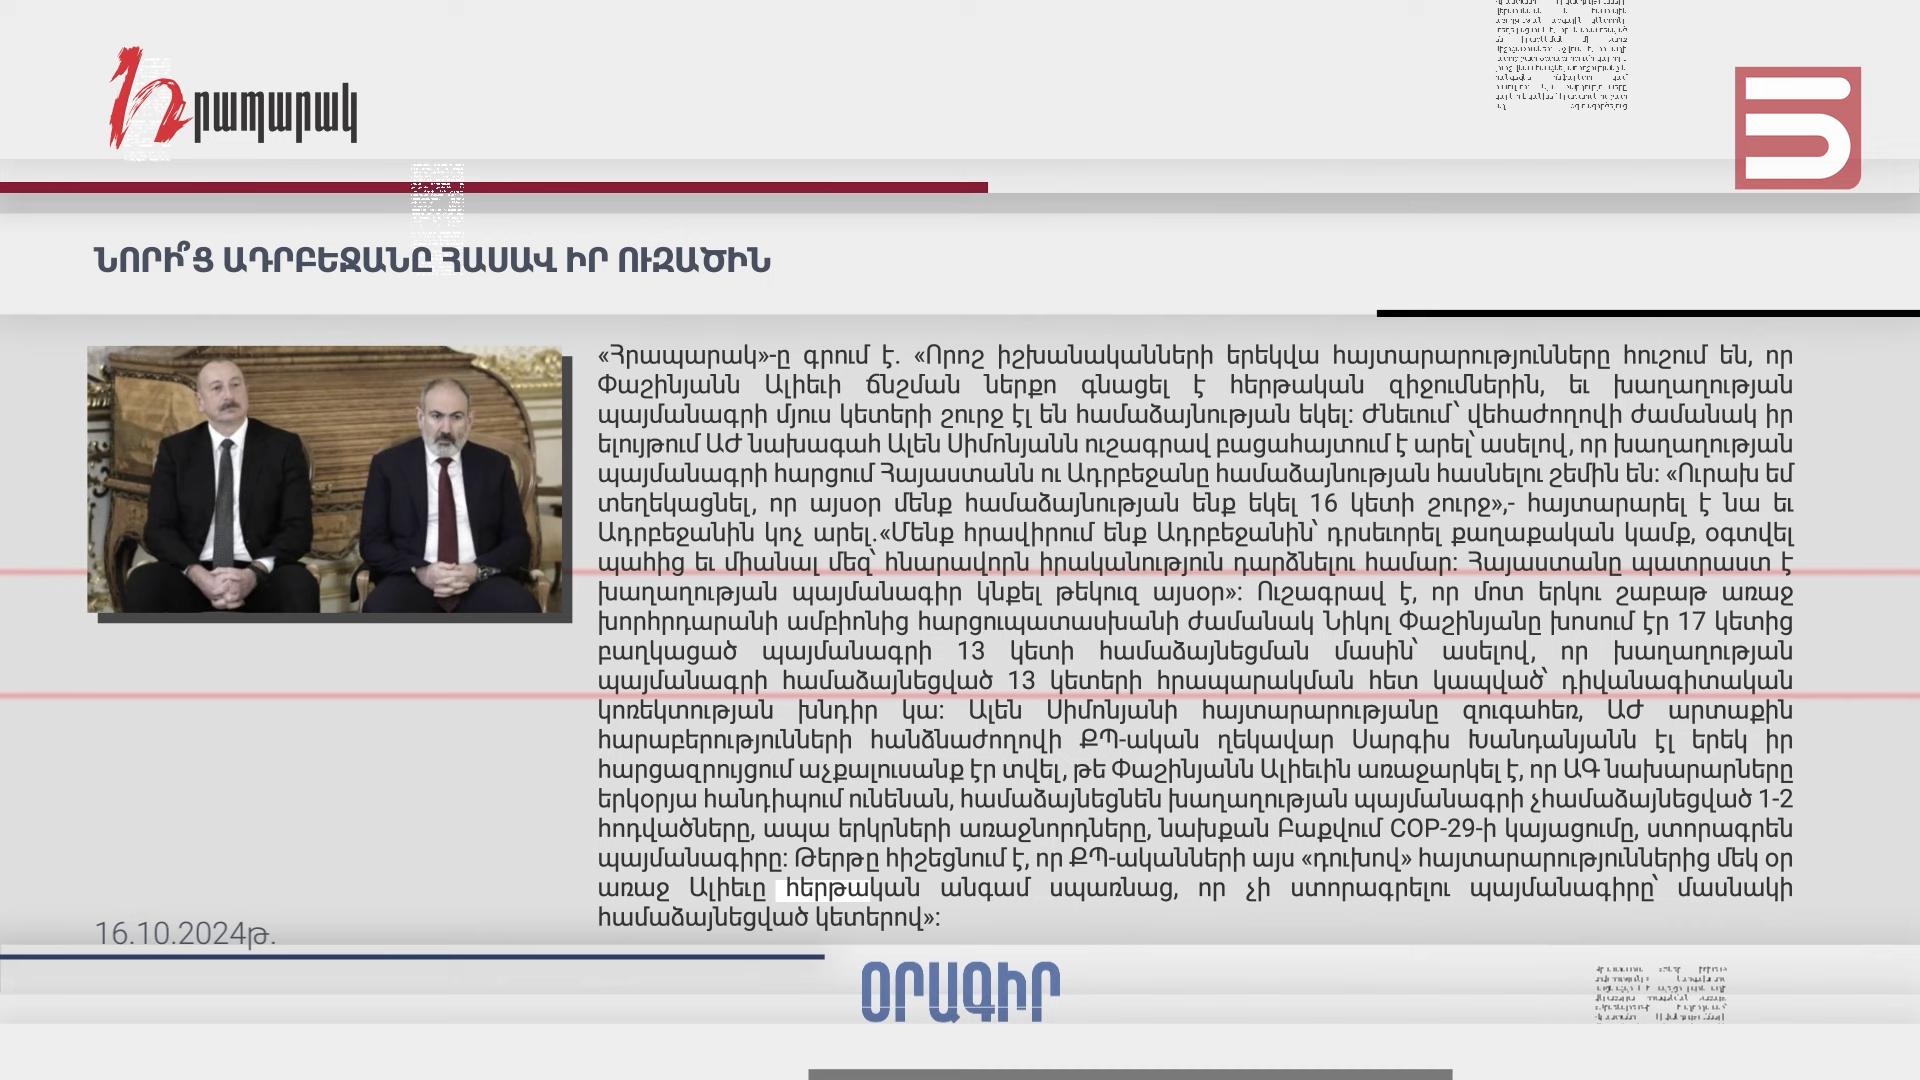 Հրապարակ
ՆՈՐԻ՞Ց ԱԴՐԲԵՋԱՆԸ ՀԱՍԱՎ ԻՐ ՈՒԶԱԾԻՆ
«Հրապարակ»-ը գրում է. «Որոշ իշխանականների երեկվա հայտարարությունները հուշում են, որ
Փաշինյանն Ալիեւի ճնշման ներքո գնացել է հերթական զիջումներին, եւ խաղաղության
պայմանագրի մյուս կետերի շուրջ էլ են համաձայնության եկել: Ժնեւում՝ վեհաժողովի ժամանակ իր
ելույթում ԱԺ նախագահ Ալեն Սիմոնյանն ուշագրավ բացահայտում է արել՝ ասելով, որ խաղաղության
պայմանագրի հարցում Հայաստանն ու Ադրբեջանը համաձայնության հասնելու շեմին են: «Ուրախ եմ
տեղեկացնել, որ այսօր մենք համաձայնության ենք եկել 16 կետի շուրջ»,- հայտարարել է նա եւ
Ադրբեջանին կոչ արել.«Մենք հրավիրում ենք Ադրբեջանին՝ դրսեւորել քաղաքական կամք, օգտվել
պահից եւ միանալ մեզ՝ հնարավորն իրականություն դարձնելու համար: Հայաստանը պատրաստ է
խաղաղության պայմանագիր կնքել թեկուզ այսօր»: Ուշագրավ է, որ մոտ երկու շաբաթ առաջ
խորհրդարանի ամբիոնից հարցուպատասխանի ժամանակ Նիկոլ Փաշինյանը խոսում էր 17 կետից
բաղկացած պայմանագրի 13 կետի համաձայնեցման մասին՝ ասելով, որ խաղաղության
պայմանագրի համաձայնեցված 13 կետերի հրապարակման հետ կապված՝ դիվանագիտական
կոռեկտության խնդիր կա: Ալեն Սիմոնյանի հայտարարությանը զուգահեռ, ԱԺ արտաքին
հարաբերությունների հանձնաժողովի ՔՊ-ական ղեկավար Սարգիս Խանդանյանն էլ երեկ իր
հարցազրույցում աչքալուսանք էր տվել, թե Փաշինյանն Ալիեւին առաջարկել է, որ ԱԳ նախարարները
երկօրյա հանդիպում ունենան, համաձայնեցնեն խաղաղության պայմանագրի չհամաձայնեցված 1-2
հոդվածները, ապա երկրների առաջնորդները, նախքան Բաքվում COP-29-ի կայացումը, ստորագրեն
պայմանագիրը: Թերթը հիշեցնում է, որ ՔՊ-ականների այս «դուխով» հայտարարություններից մեկ օր
առաջ Ալիեւը հերթական անգամ սպառնաց, որ չի ստորագրելու պայմանագիրը՝ մասնակի
համաձայնեցված կետերով»:
16.10.2024թ.
ՕՐԱԳԻՐ